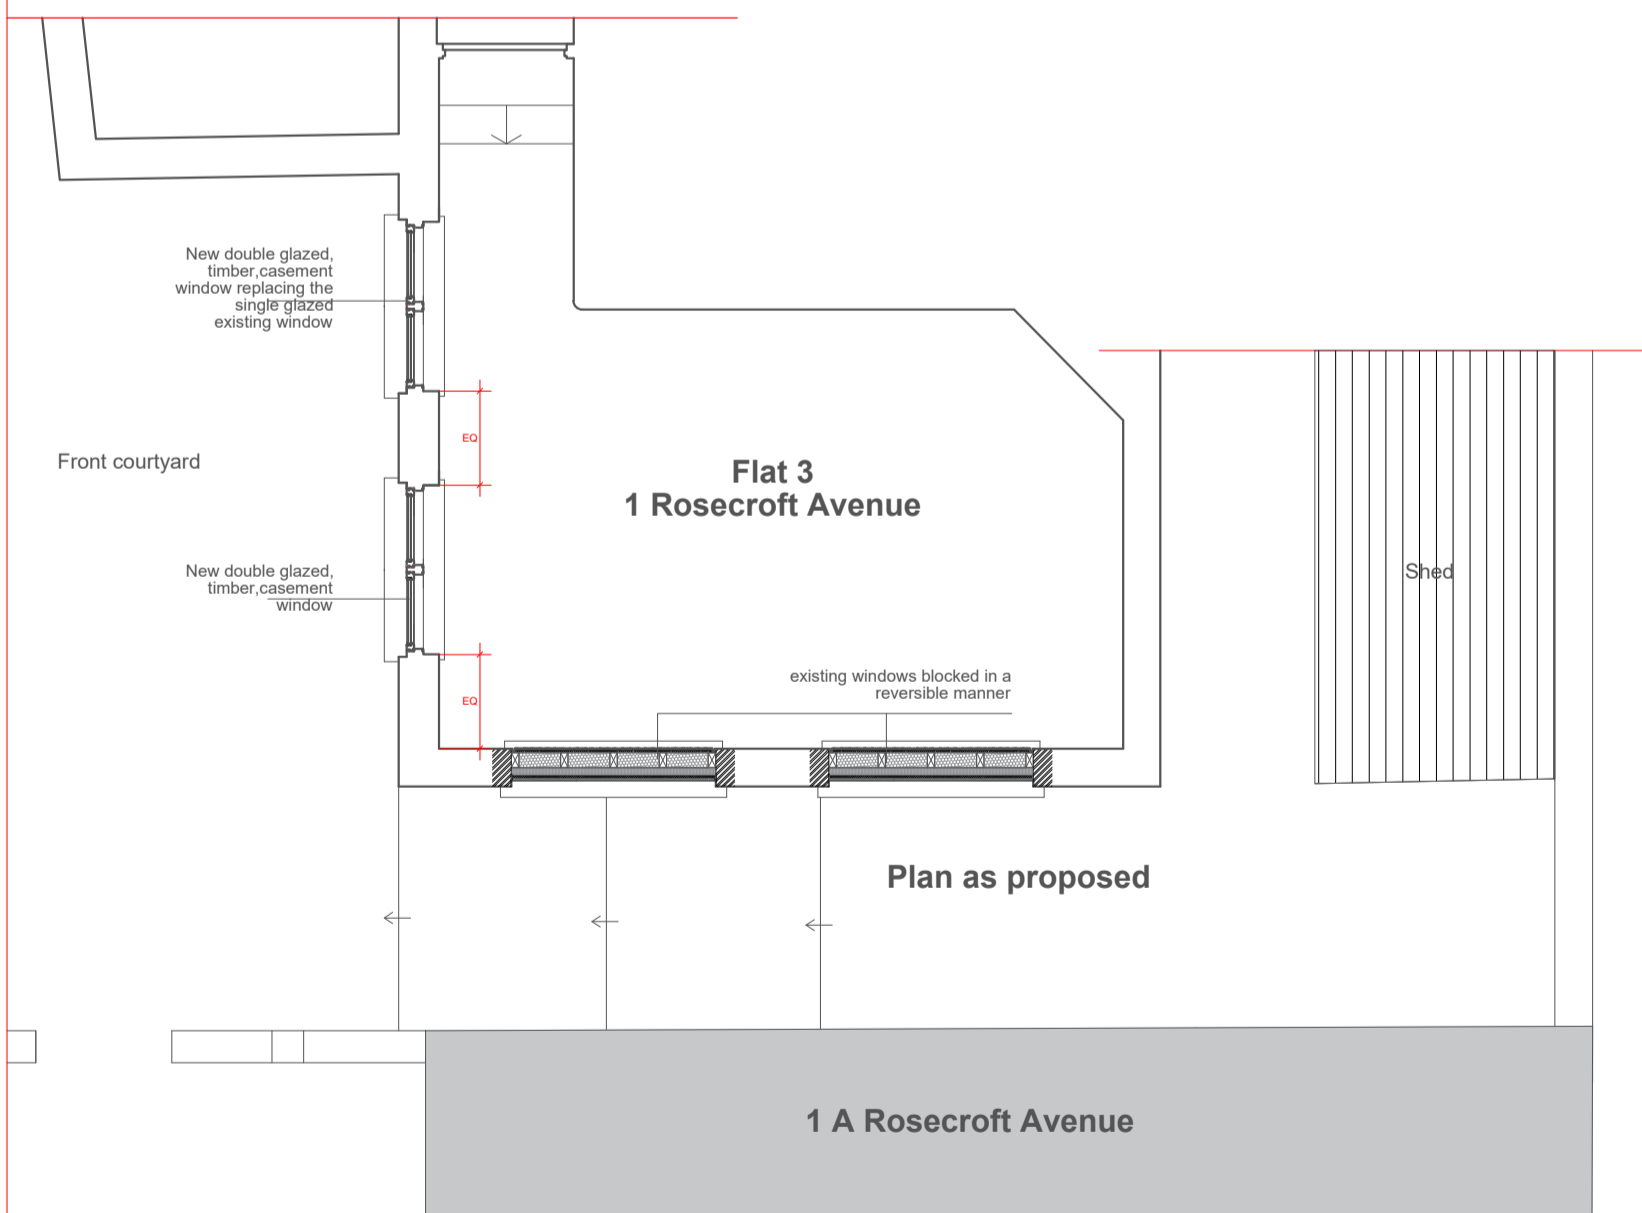 New double glazed,
timber,casement
window replacing the
single glazed
existing window
EQ
Front courtyard
Flat 3
1 Rosecroft Avenue
New double glazed,
timber,casement
window
Shed
existing windows blocked in a
reversible manner
EQ
Plan as proposed
1 A Rosecroft Avenue